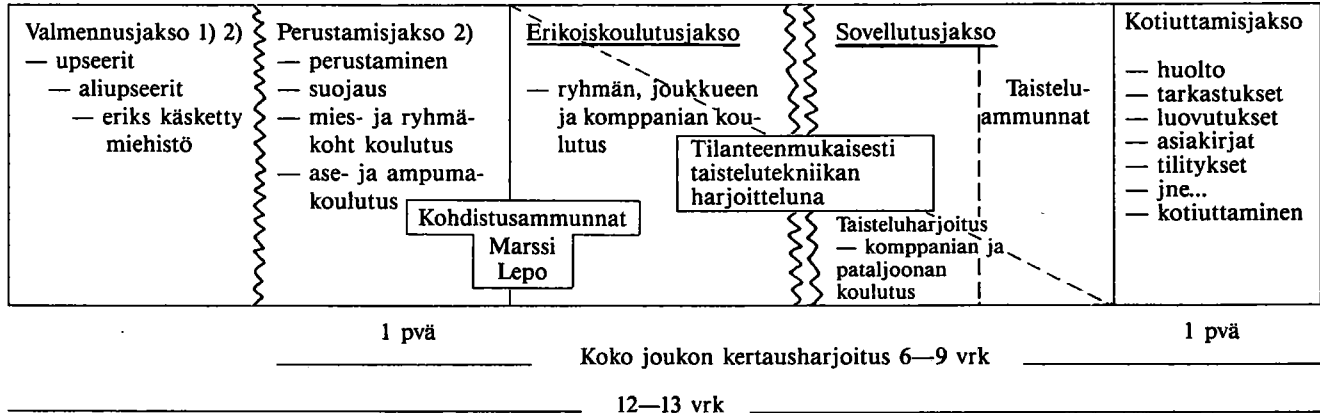 Valmennusjakso 1) 2)
— upseerit
— aliupseerit
— eriks käsketty
miehistö
Perustamisjakso 2)
— perustaminen
— suojaus
— mies- ja ryhmä-
koht koulutus
— ase- ja ampuma-
koulutus
Kohdistusammunnat
Marssi
Lepo
Erikoiskoulutusjakso
— ryhmän, joukkueen
ja komppanian kou-
lutus
Tilanteenmukaisesti
taistelutekniikan
harjoitteluna
Sovellutusjakso
Taistelu-
ammunnat
Taisteluharjoitus
— komppanian ja
pataljoonan
koulutus
Kotiuttamisjakso
— huolto
— tarkastukset
— luovutukset
— asiakirjat
— tilitykset
— jne...
— kotiuttaminen
1 pvä
1 pvä
Koko joukon kertausharjoitus 6—9 vrk
12—13 vrk